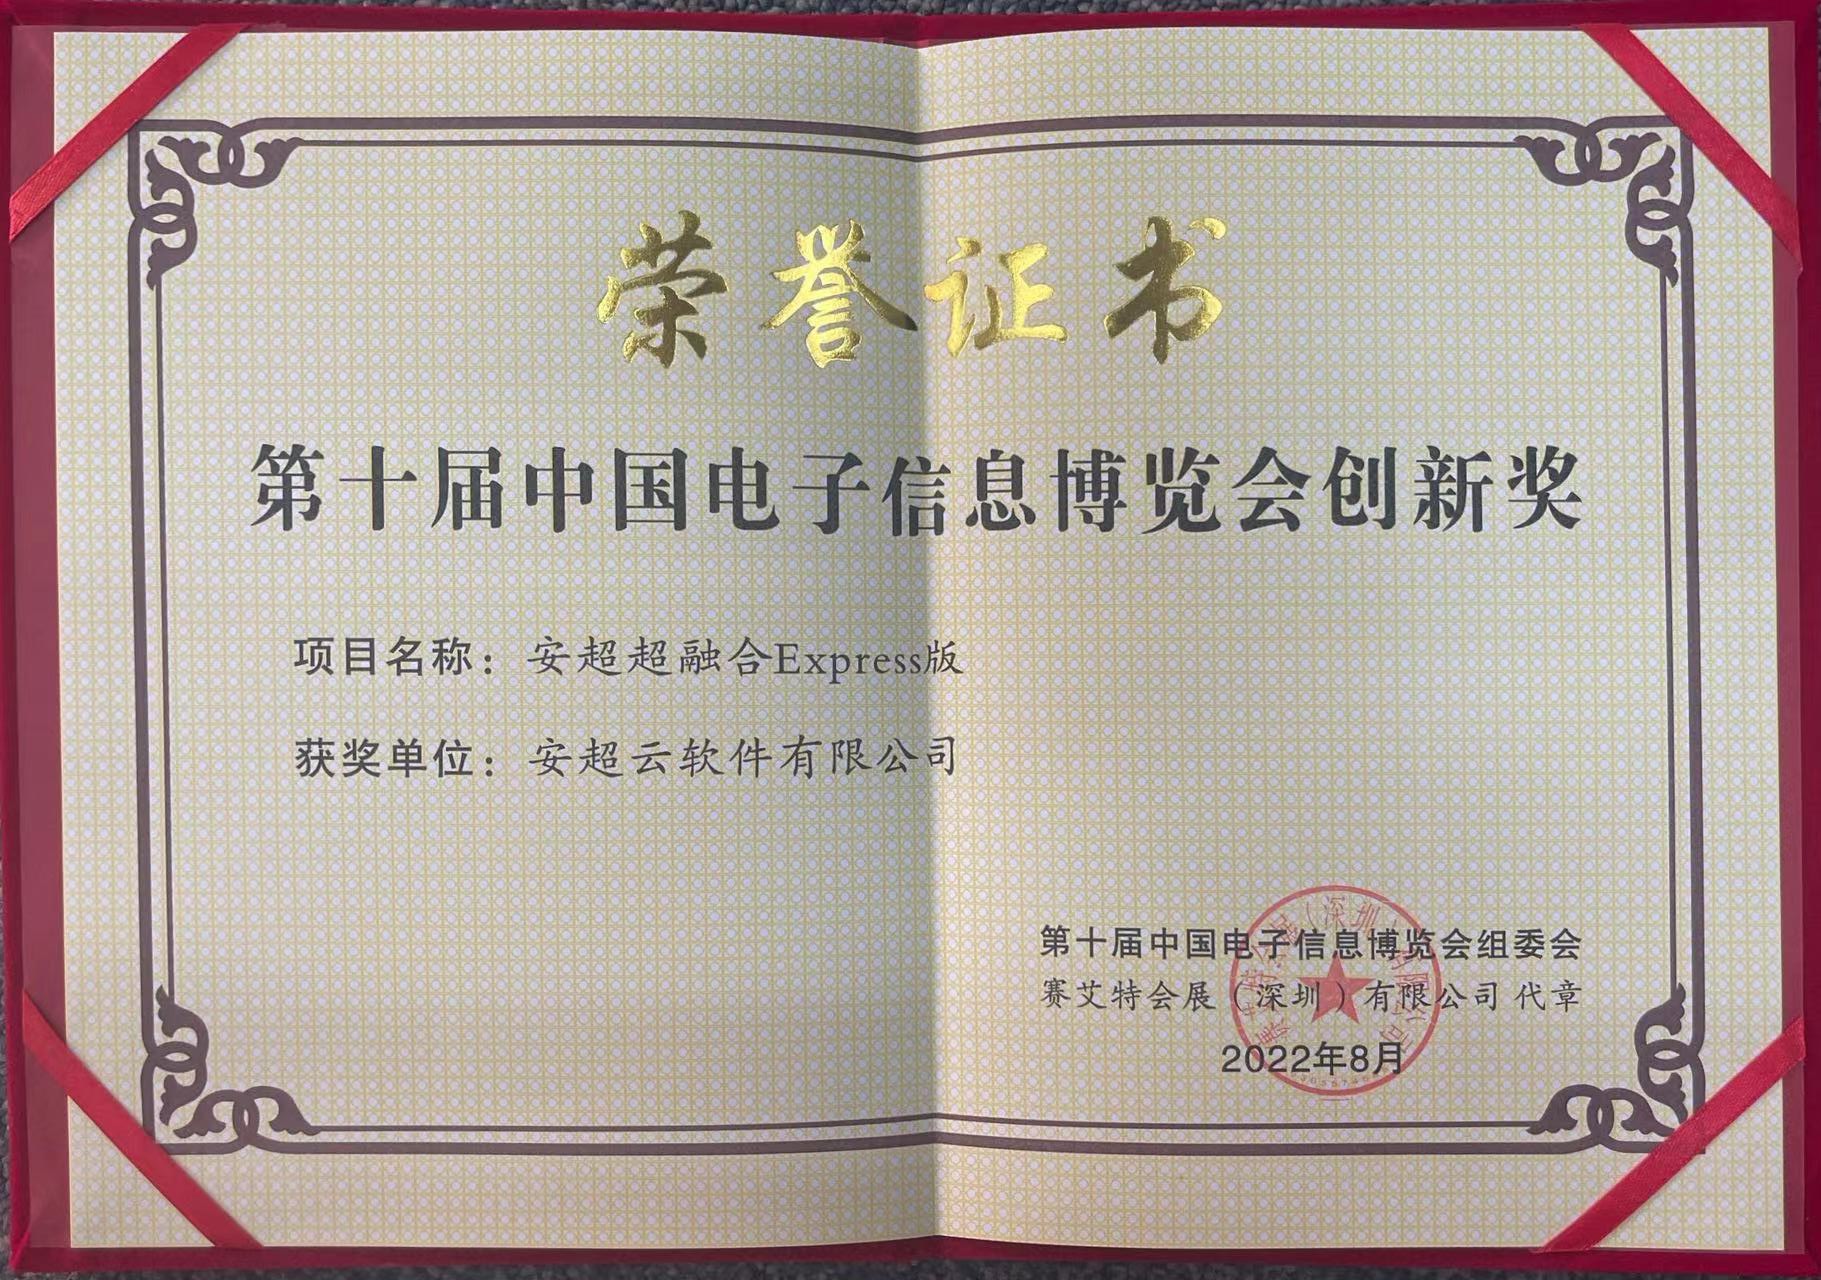 荣誉证书
第十届中国电子信息博览会创新奖
项目名称：安超超融合Express版
获奖单位：安超云软件有限公司
第十届中国电子信息博览会组委会
赛艾特会展（深圳）有限公司 代章
2022年8月